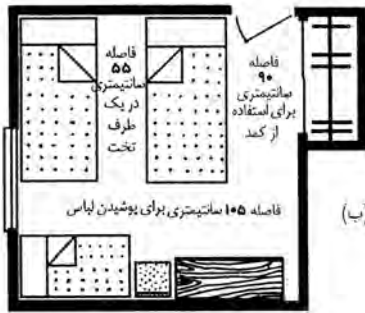 فاصله
۵۵
سانتیمتری
در یک
طرف
تخت
فاصله
۹۰
سانتیمتری
برای استفاده
از کمد
فاصله ۱۰۵ سانتیمتری برای پوشیدن لباس
(ب)